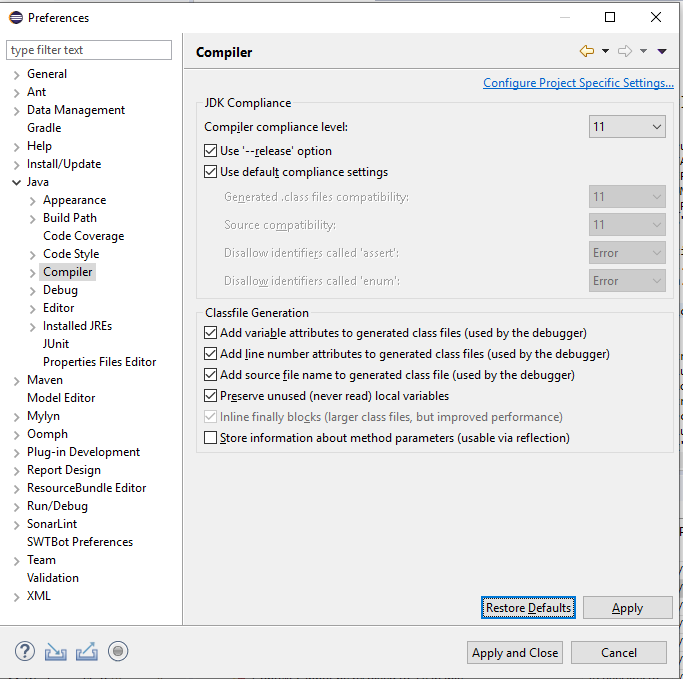 Preferences
type filter text
General
Ant
Data Management
Gradle
Help
Install/Update
Java
Appearance
Build Path
Code Coverage
Code Style
Compiler
Debug
Editor
Installed JREs
JUnit
Properties Files Editor
Maven
Model Editor
Mylyn
Oomph
Plug-in Development
Report Design
ResourceBundle Editor
Run/Debug
SonarLint
SWTBot Preferences
Team
Validation
XML
Compiler
Configure Project Specific Settings...
JDK Compliance
Compiler compliance level: 11
Use '--release' option
Use default compliance settings
Generated .class files compatibility: 11
Source compatibility: 11
Disallow identifiers called 'assert': Error
Disallow identifiers called 'enum': Error
Classfile Generation
Add variable attributes to generated class files (used by the debugger)
Add line number attributes to generated class files (used by the debugger)
Add source file name to generated class file (used by the debugger)
Preserve unused (never read) local variables
Inline finally blocks (larger class files, but improved performance)
Store information about method parameters (usable via reflection)
Restore Defaults Apply
Apply and Close Cancel